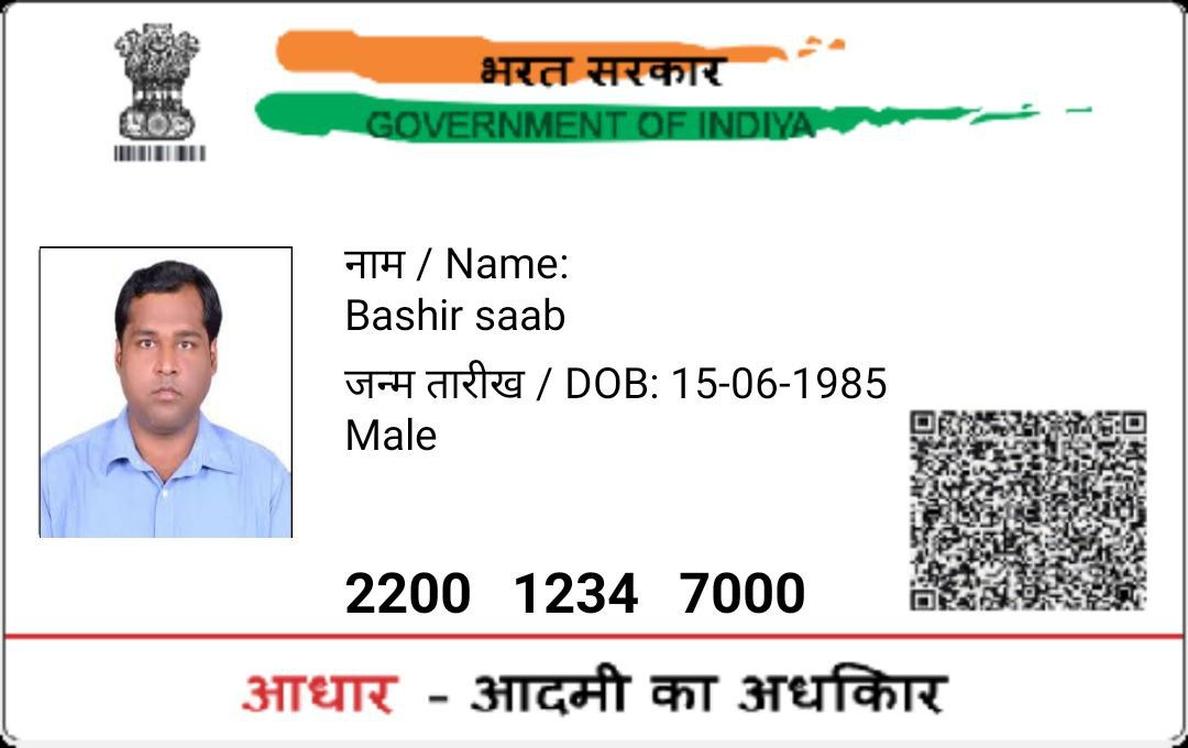 भरत सरकार
GOVERNMENT OF INDIYA
नाम / Name:
Bashir saab
जन्म तारीख / DOB: 15-06-1985
Male
2200 1234 7000
आधार - आदमी का अधकिार